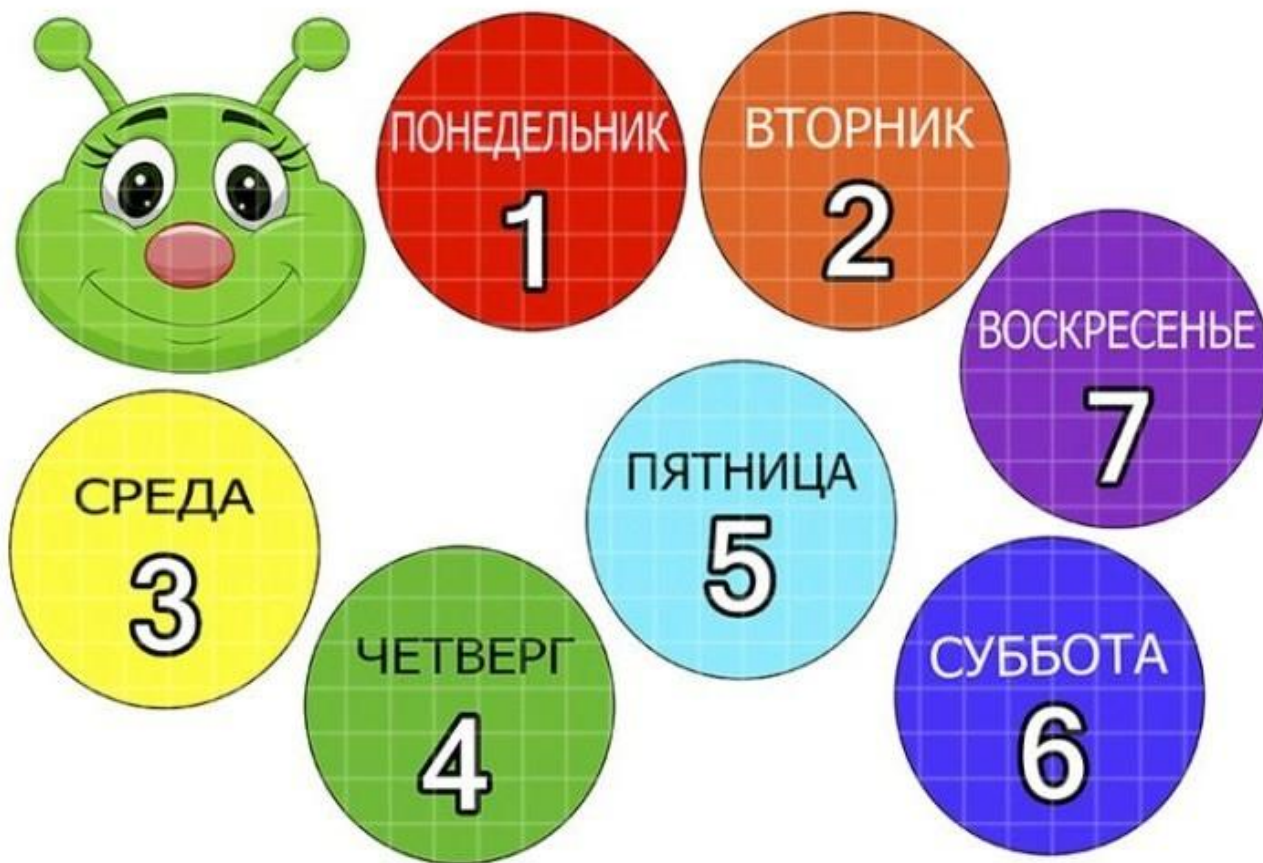 ПОНЕДЕЛЬНИК
1
ВТОРНИК
2
СРЕДА
3
ЧЕТВЕРГ
4
ПЯТНИЦА
5
СУББОТА
6
ВОСКРЕСЕНЬЕ
7